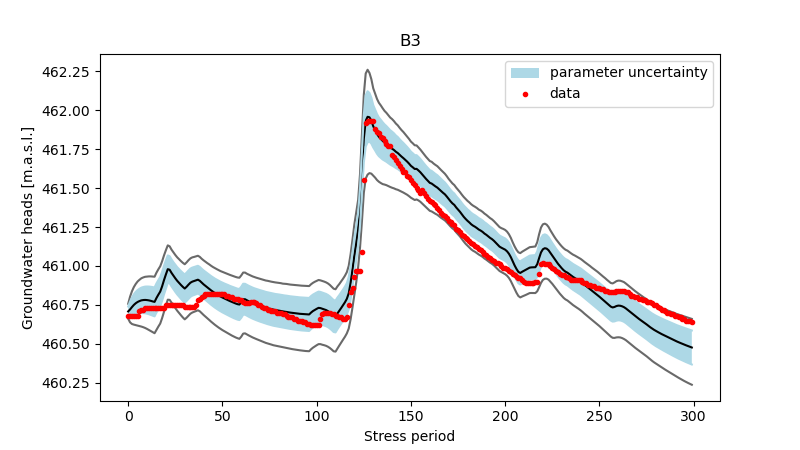 B3
462.25
462.00
461.75
461.50
461.25
461.00
460.75
460.50
460.25
Groundwater heads [m.a.s.l.]
parameter uncertainty
data
0 50 100 150 200 250 300
Stress period